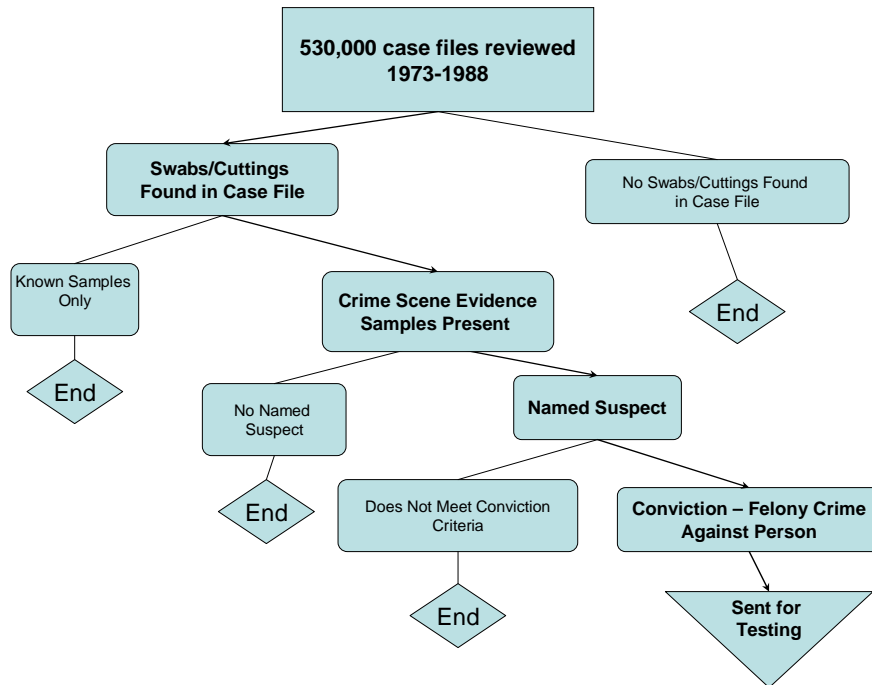 530,000 case files reviewed
1973-1988
Swabs/Cuttings
Found in Case File
No Swabs/Cuttings Found
in Case File
Known Samples
Only
End
Crime Scene Evidence
Samples Present
End
No Named
Suspect
Named Suspect
End
Does Not Meet Conviction
Criteria
Conviction – Felony Crime
Against Person
End
Sent for
Testing